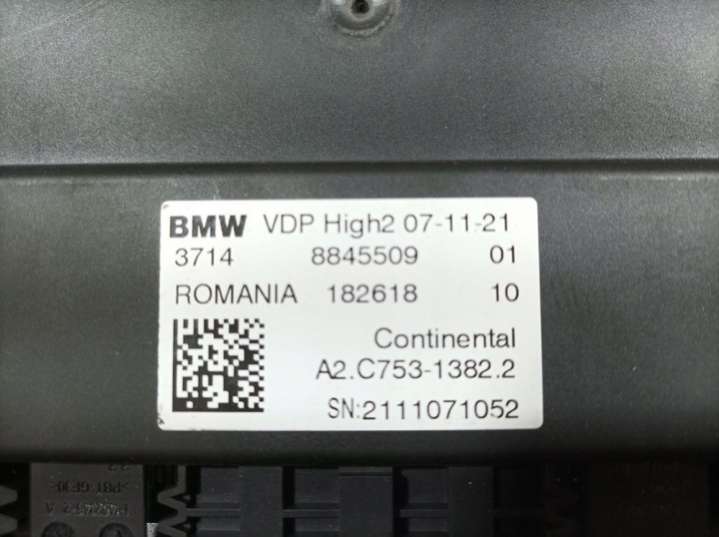 BMW VDP High2 07-11-21
3714 8845509 01
ROMANIA 182618 10
Continental
A2.C753-1382.2
SN:2111071052